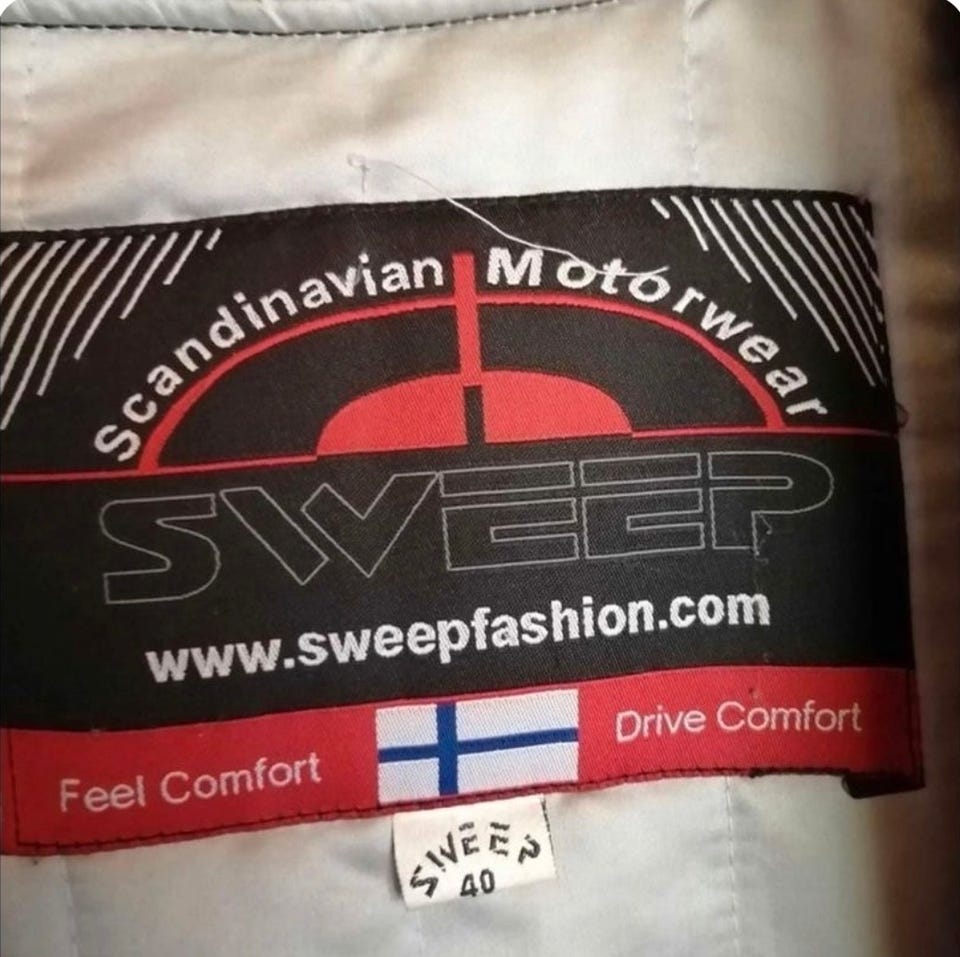 Scandinavian Motorwear
SWEEP
www.sweepfashion.com
Feel Comfort
Drive Comfort
SWEEP
40